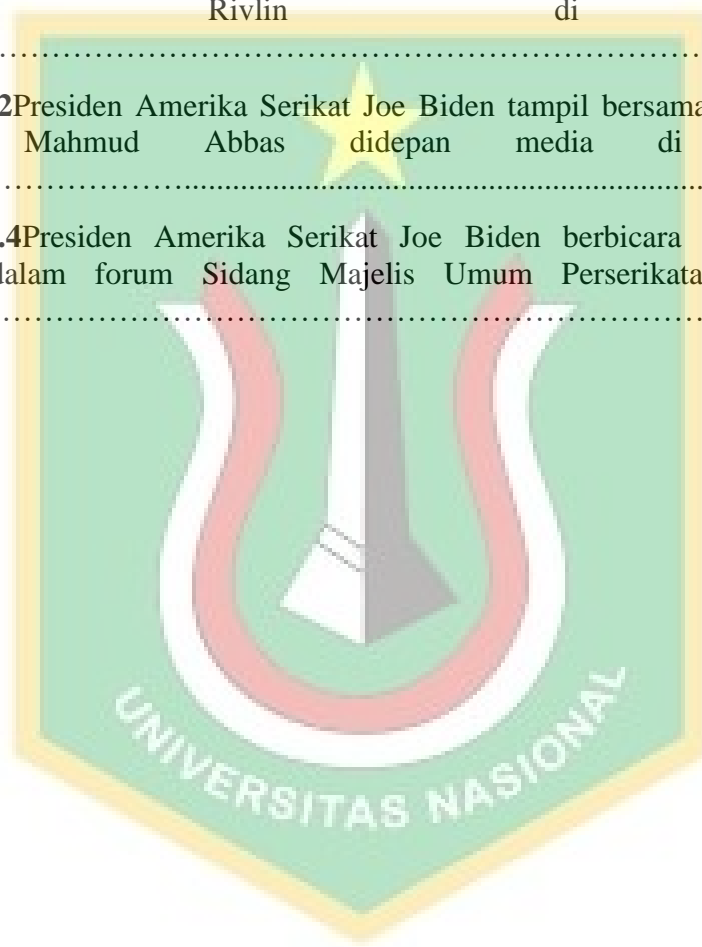 Rivlin di
…………………………………………………………………………
2Presiden Amerika Serikat Joe Biden tampil bersama
Mahmud Abbas didepan media di
………………......................................................................
.4Presiden Amerika Serikat Joe Biden berbicara
dalam forum Sidang Majelis Umum Perserikata
…………………………………………………………………………
UNIVERSITAS NASIONAL